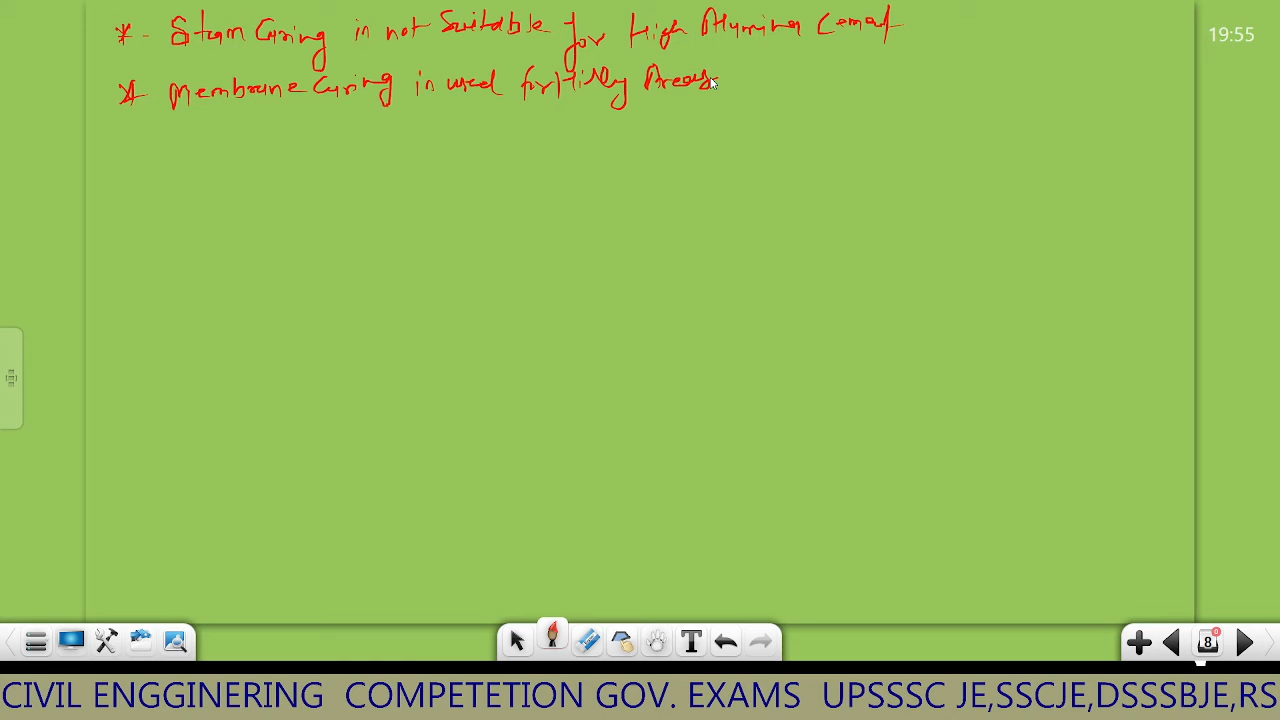 * - Steam Curing is not Suitable for High Alumina Cement
19:55
* Membrane Curing is used for Hilly Areas
T
8
CIVIL ENGGINERING COMPETETION GOV. EXAMS UPSSSC JE,SSCJE,DSSSBJE,RS